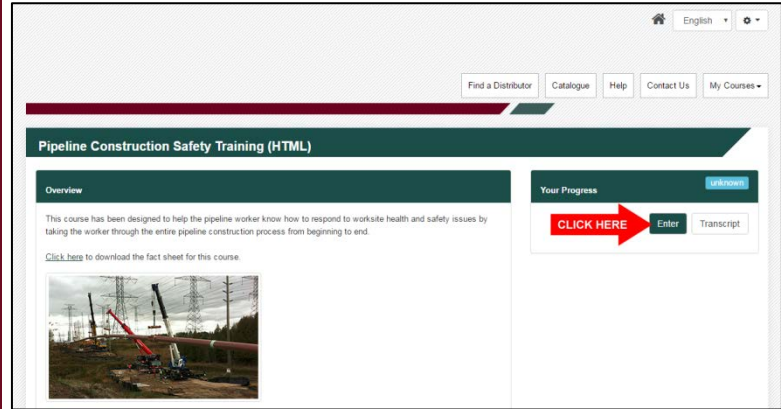 English
Find a Distributor Catalogue Help Contact Us My Courses
Pipeline Construction Safety Training (HTML)
Overview
This course has been designed to help the pipeline worker know how to respond to worksite health and safety issues by
taking the worker through the entire pipeline construction process from beginning to end.
Click here to download the fact sheet for this course.
Your Progress
unknown
CLICK HERE
Enter
Transcript